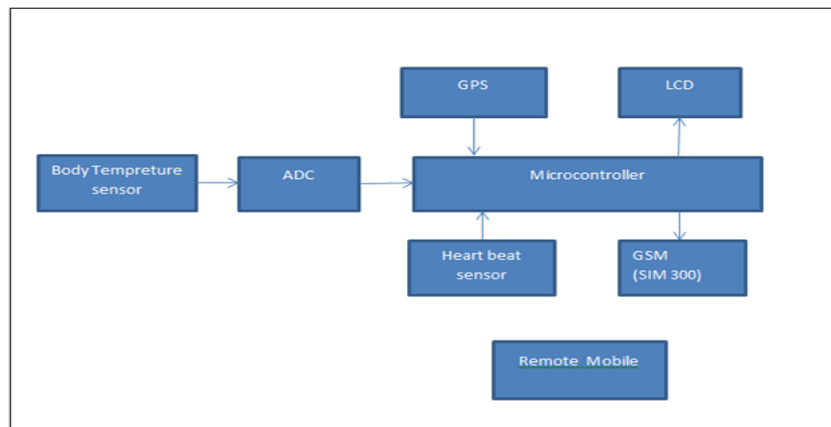 GPS
LCD
Body Tempreture
sensor
ADC
Microcontroller
Heart beat
sensor
GSM
(SIM 300)
Remote Mobile